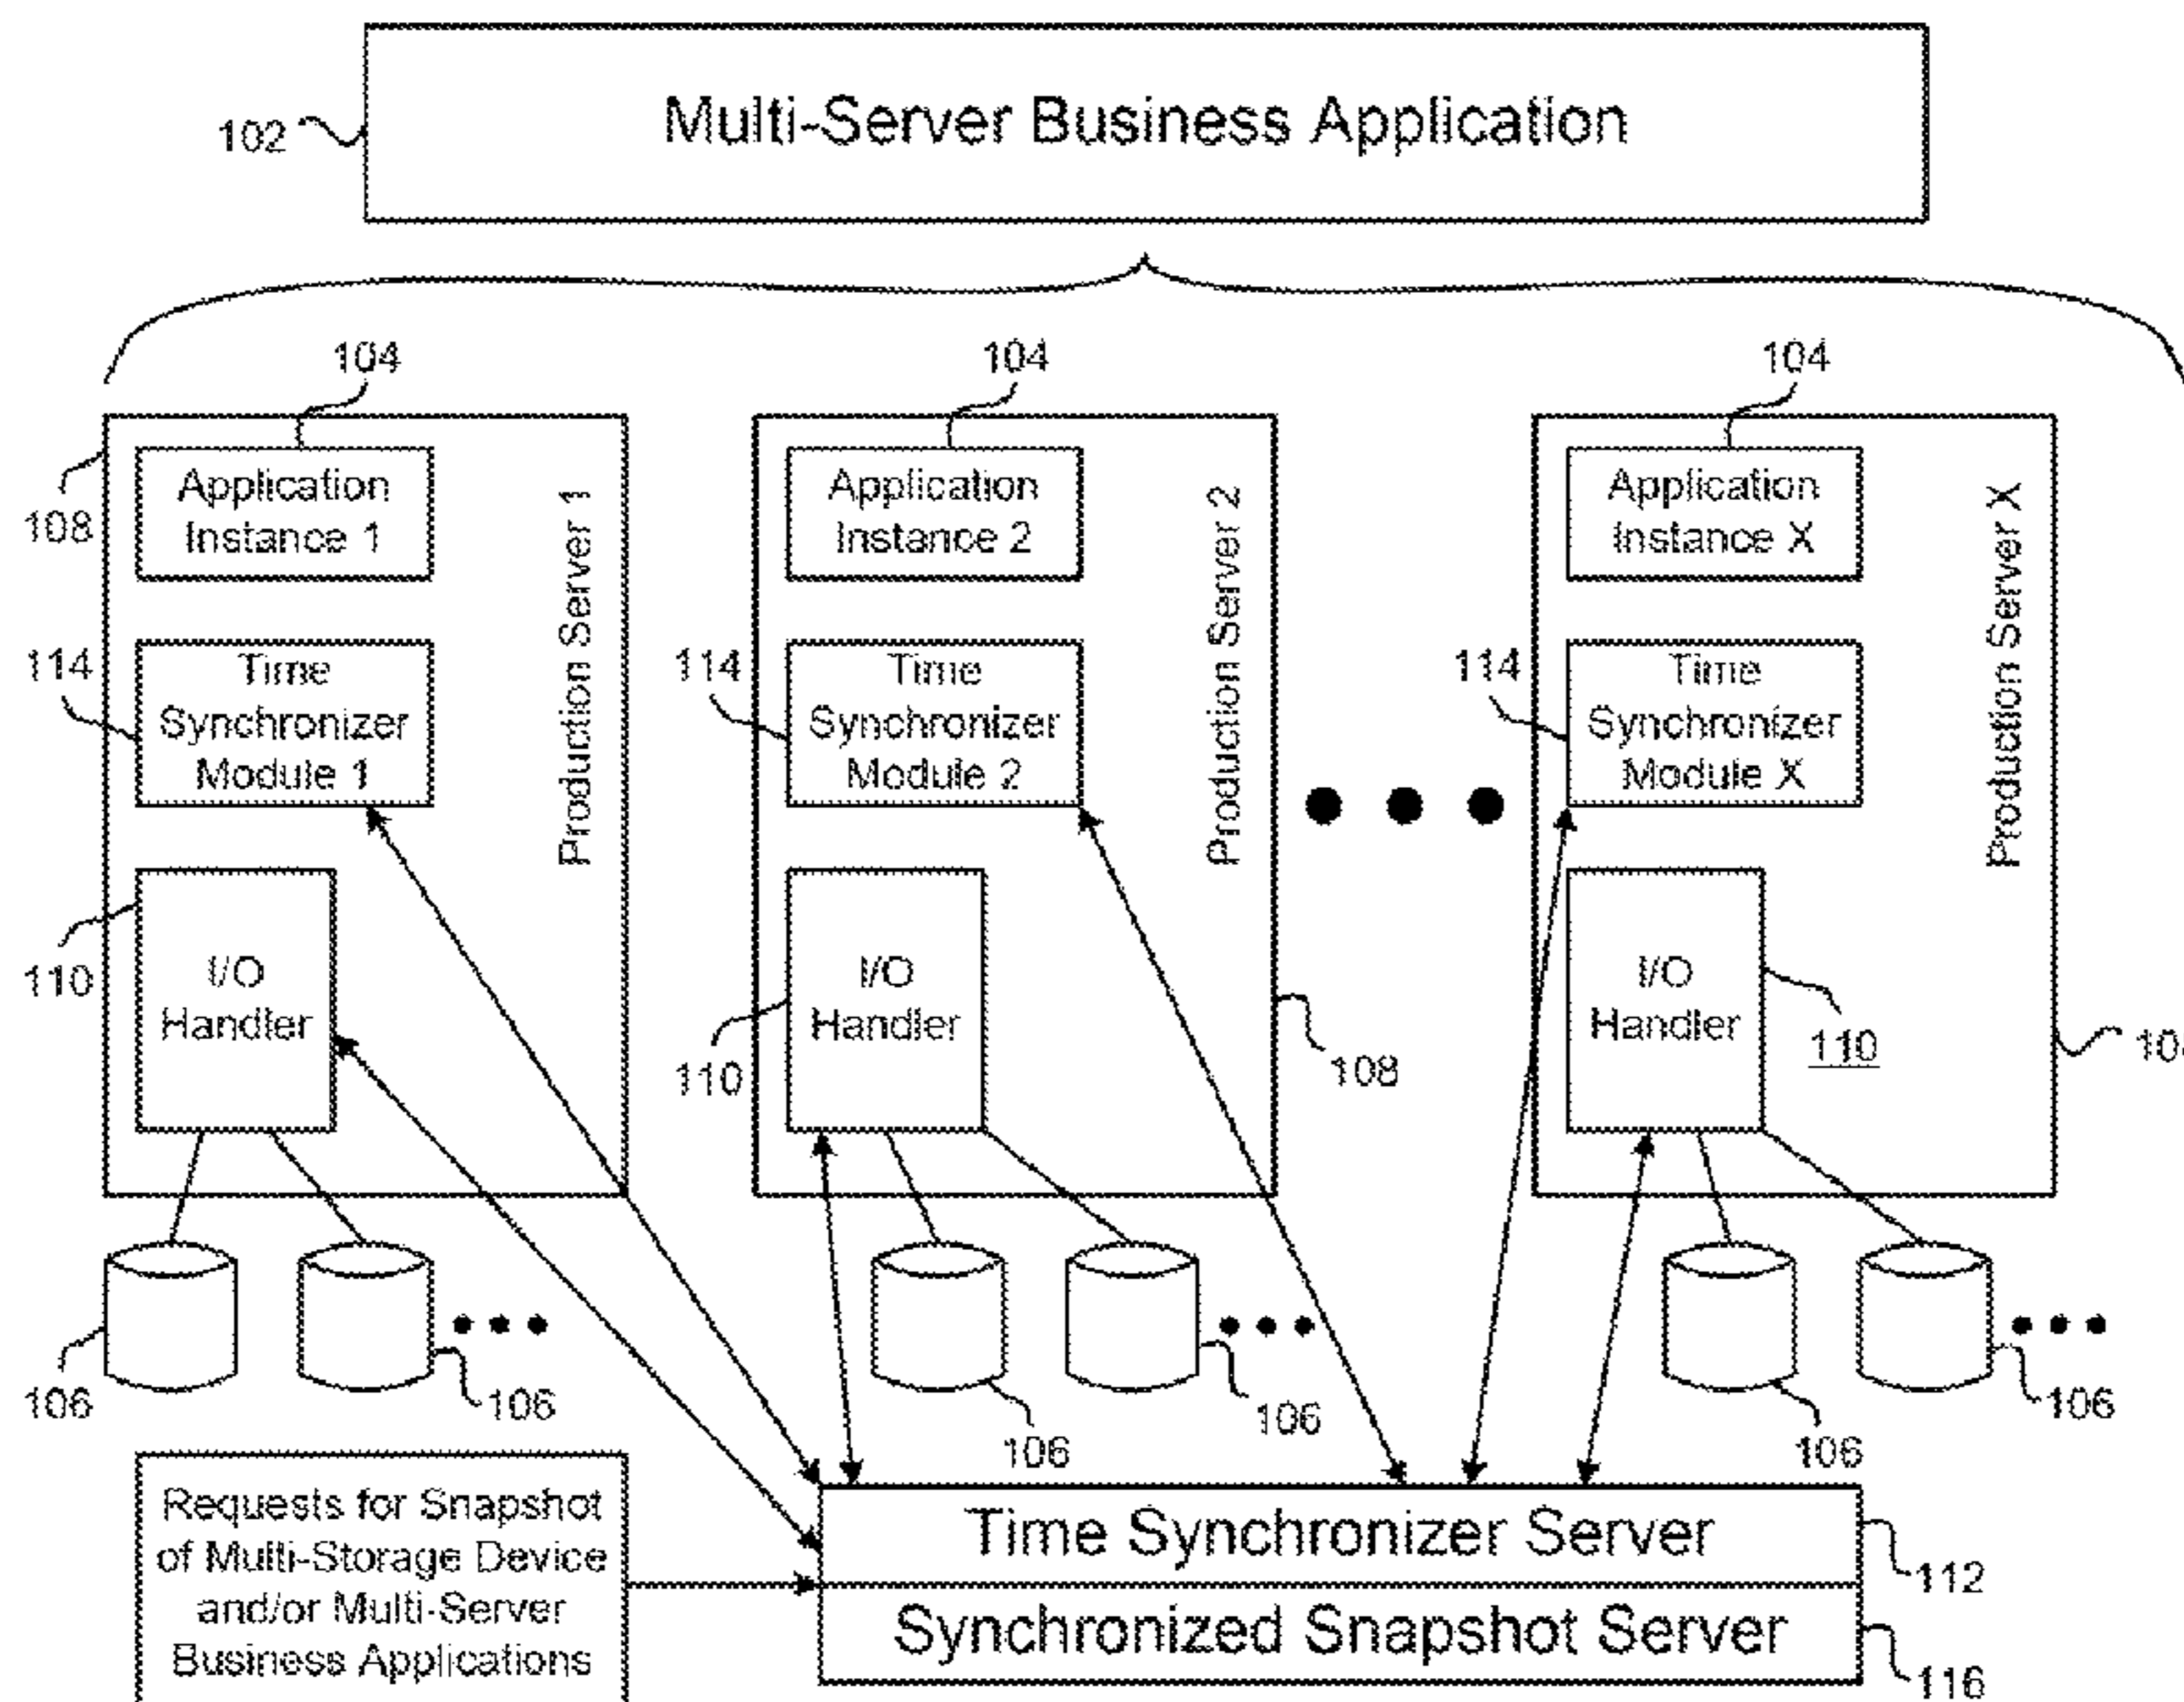 Multi-Server Business Application
102
104
104
104
108
Application
Instance 1
Production Server 1
Application
Instance 2
Production Server 2
Application
Instance X
Production Server X
114
Time
Synchronizer
Module 1
114
Time
Synchronizer
Module 2
114
Time
Synchronizer
Module X
110
I/O
Handler
110
I/O
Handler
108
I/O
Handler
110
106
106
106
106
106
106
Requests for Snapshot
of Multi-Storage Device
and/or Multi-Server
Business Applications
Time Synchronizer Server
112
Synchronized Snapshot Server
116